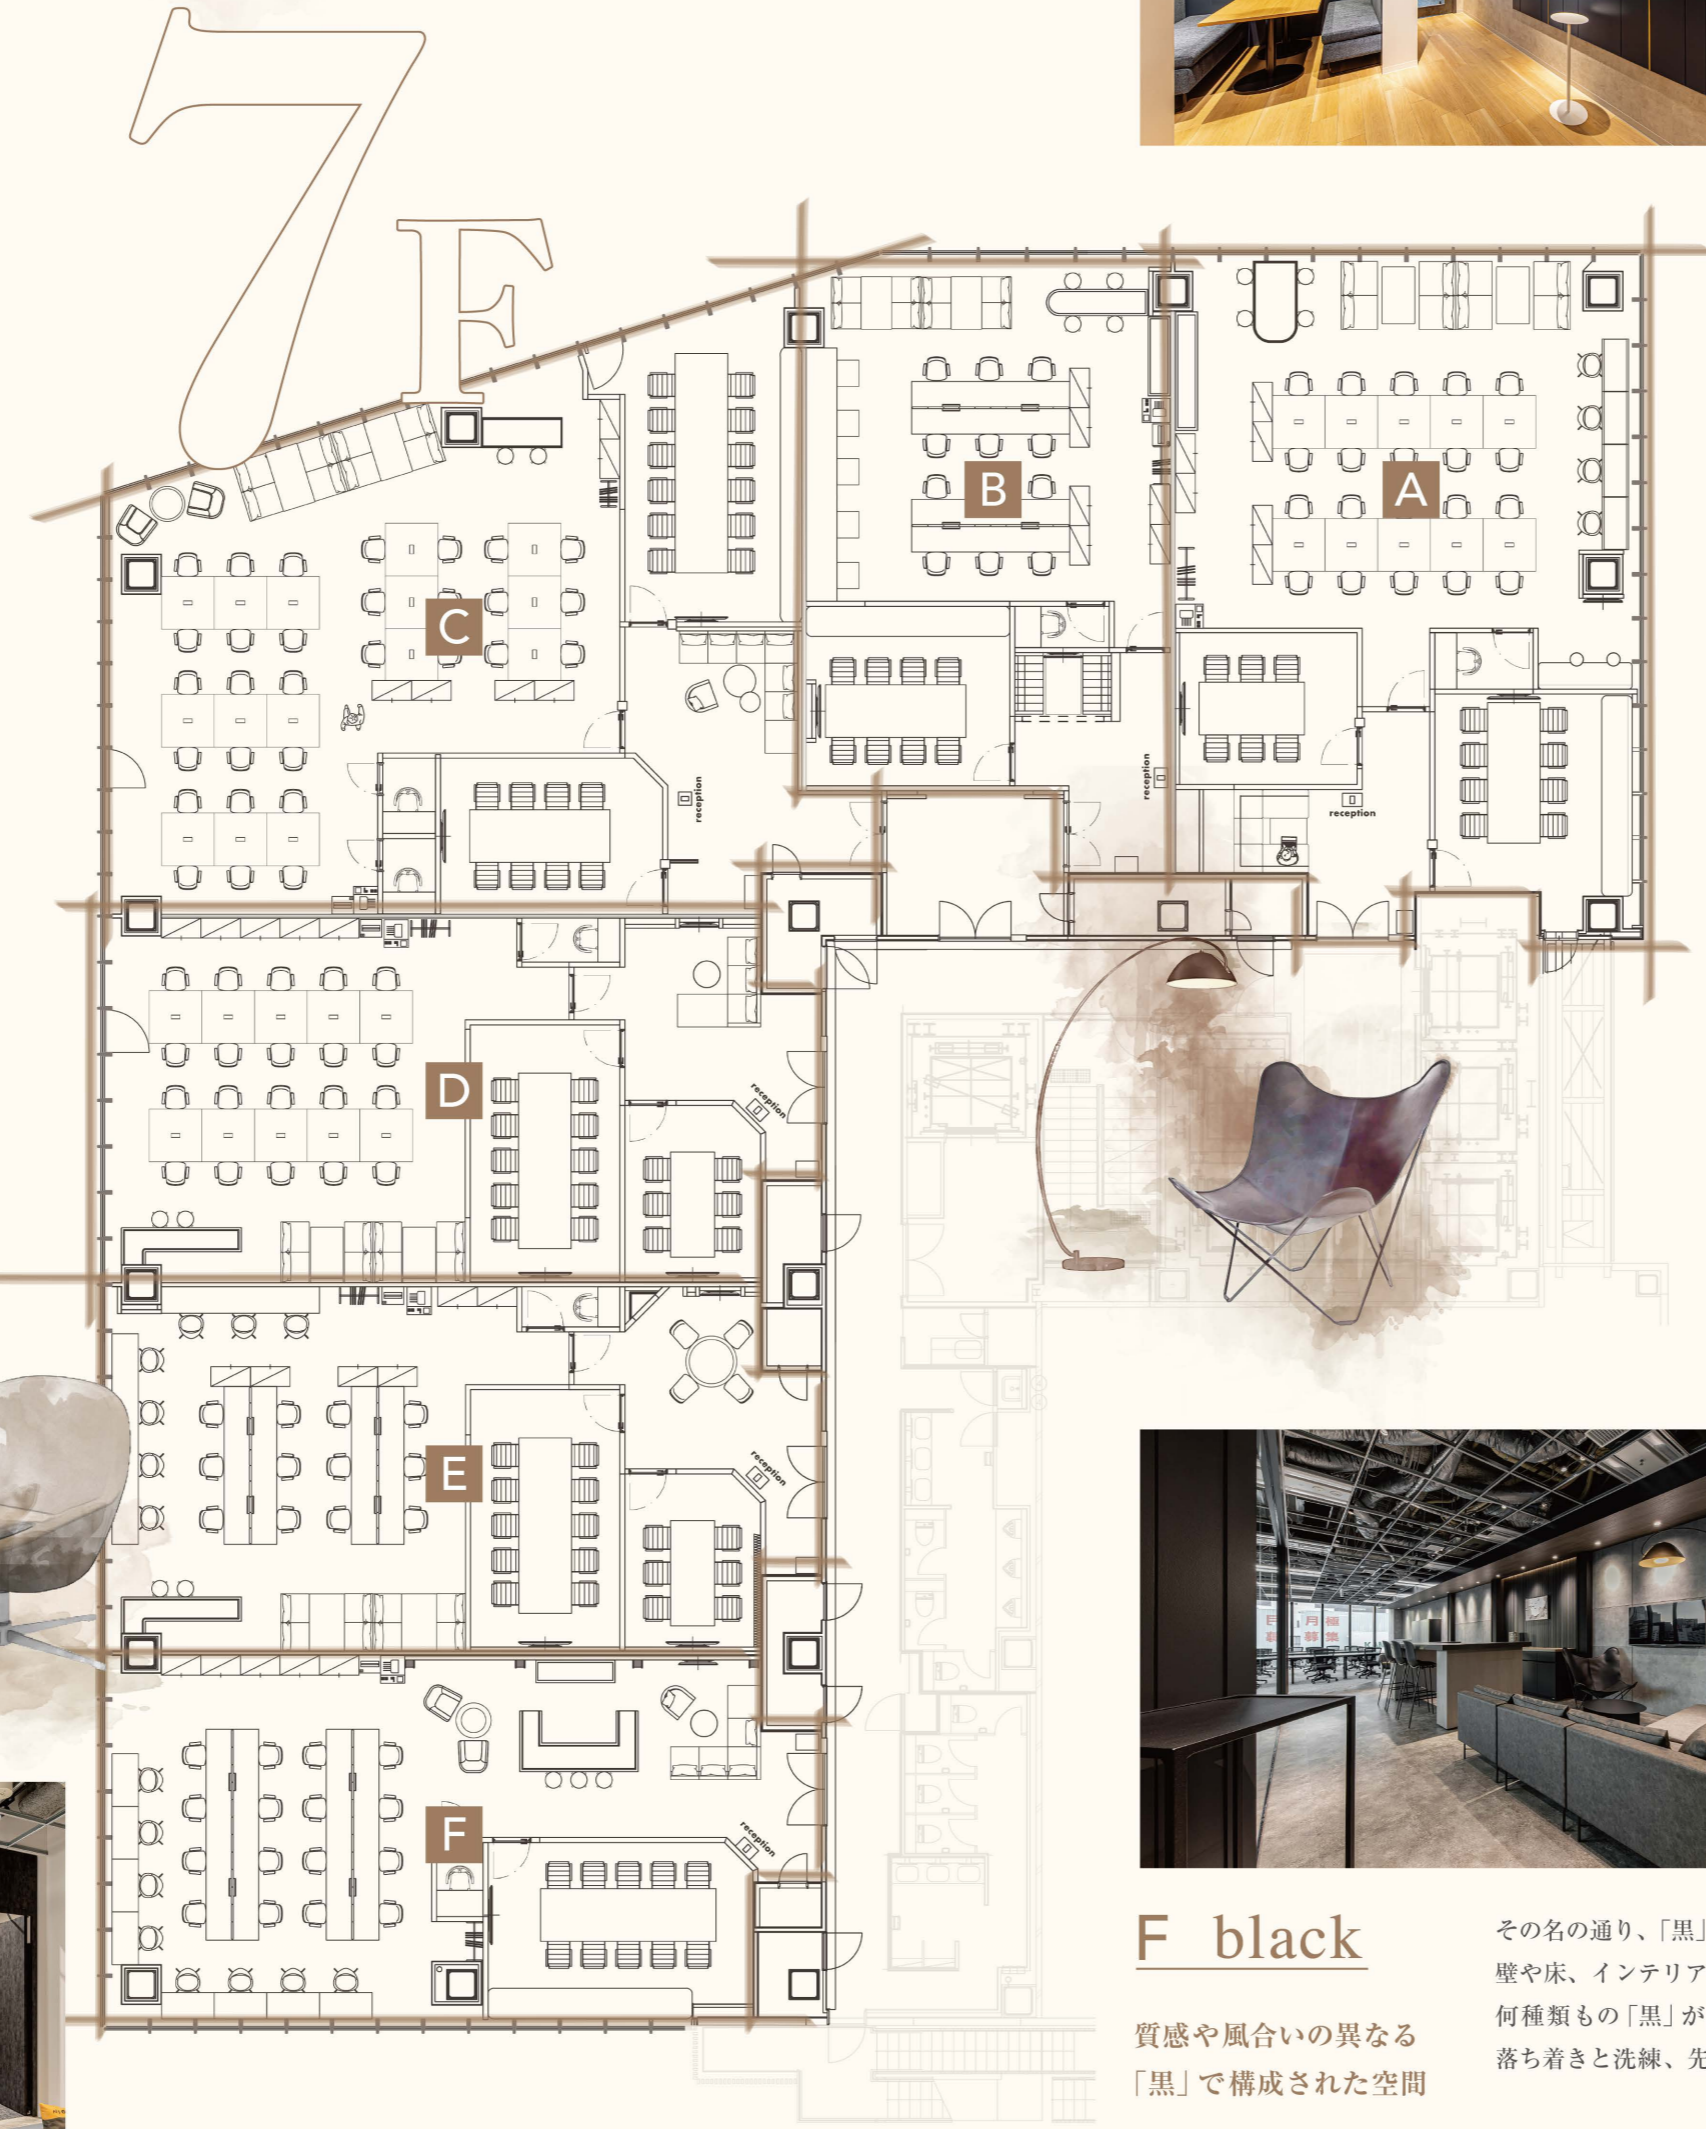 7F
B
A
C
reception
reception
reception
D
reception
E
reception
F
reception
F black
質感や風合いの異なる
「黒」で構成された空間
その名の通り、「黒」
壁や床、インテリア
何種類もの「黒」が
落ち着きと洗練、先